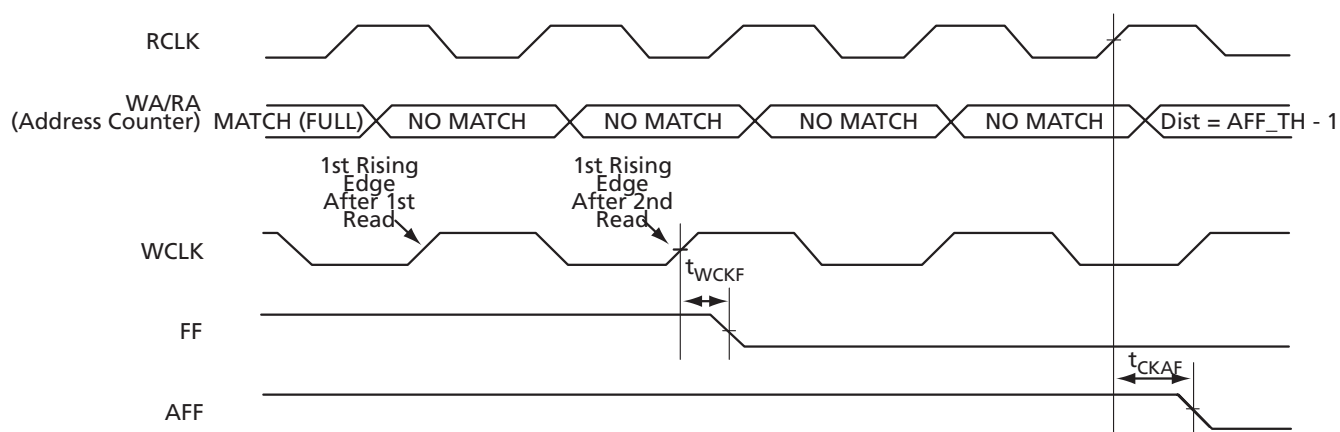 RCLK
WA/RA
(Address Counter)
MATCH (FULL)
NO MATCH
NO MATCH
NO MATCH
NO MATCH
Dist = AFF_TH - 1
1st Rising
Edge
After 1st
Read
1st Rising
Edge
After 2nd
Read
WCLK
tWCKF
FF
tCKAF
AFF